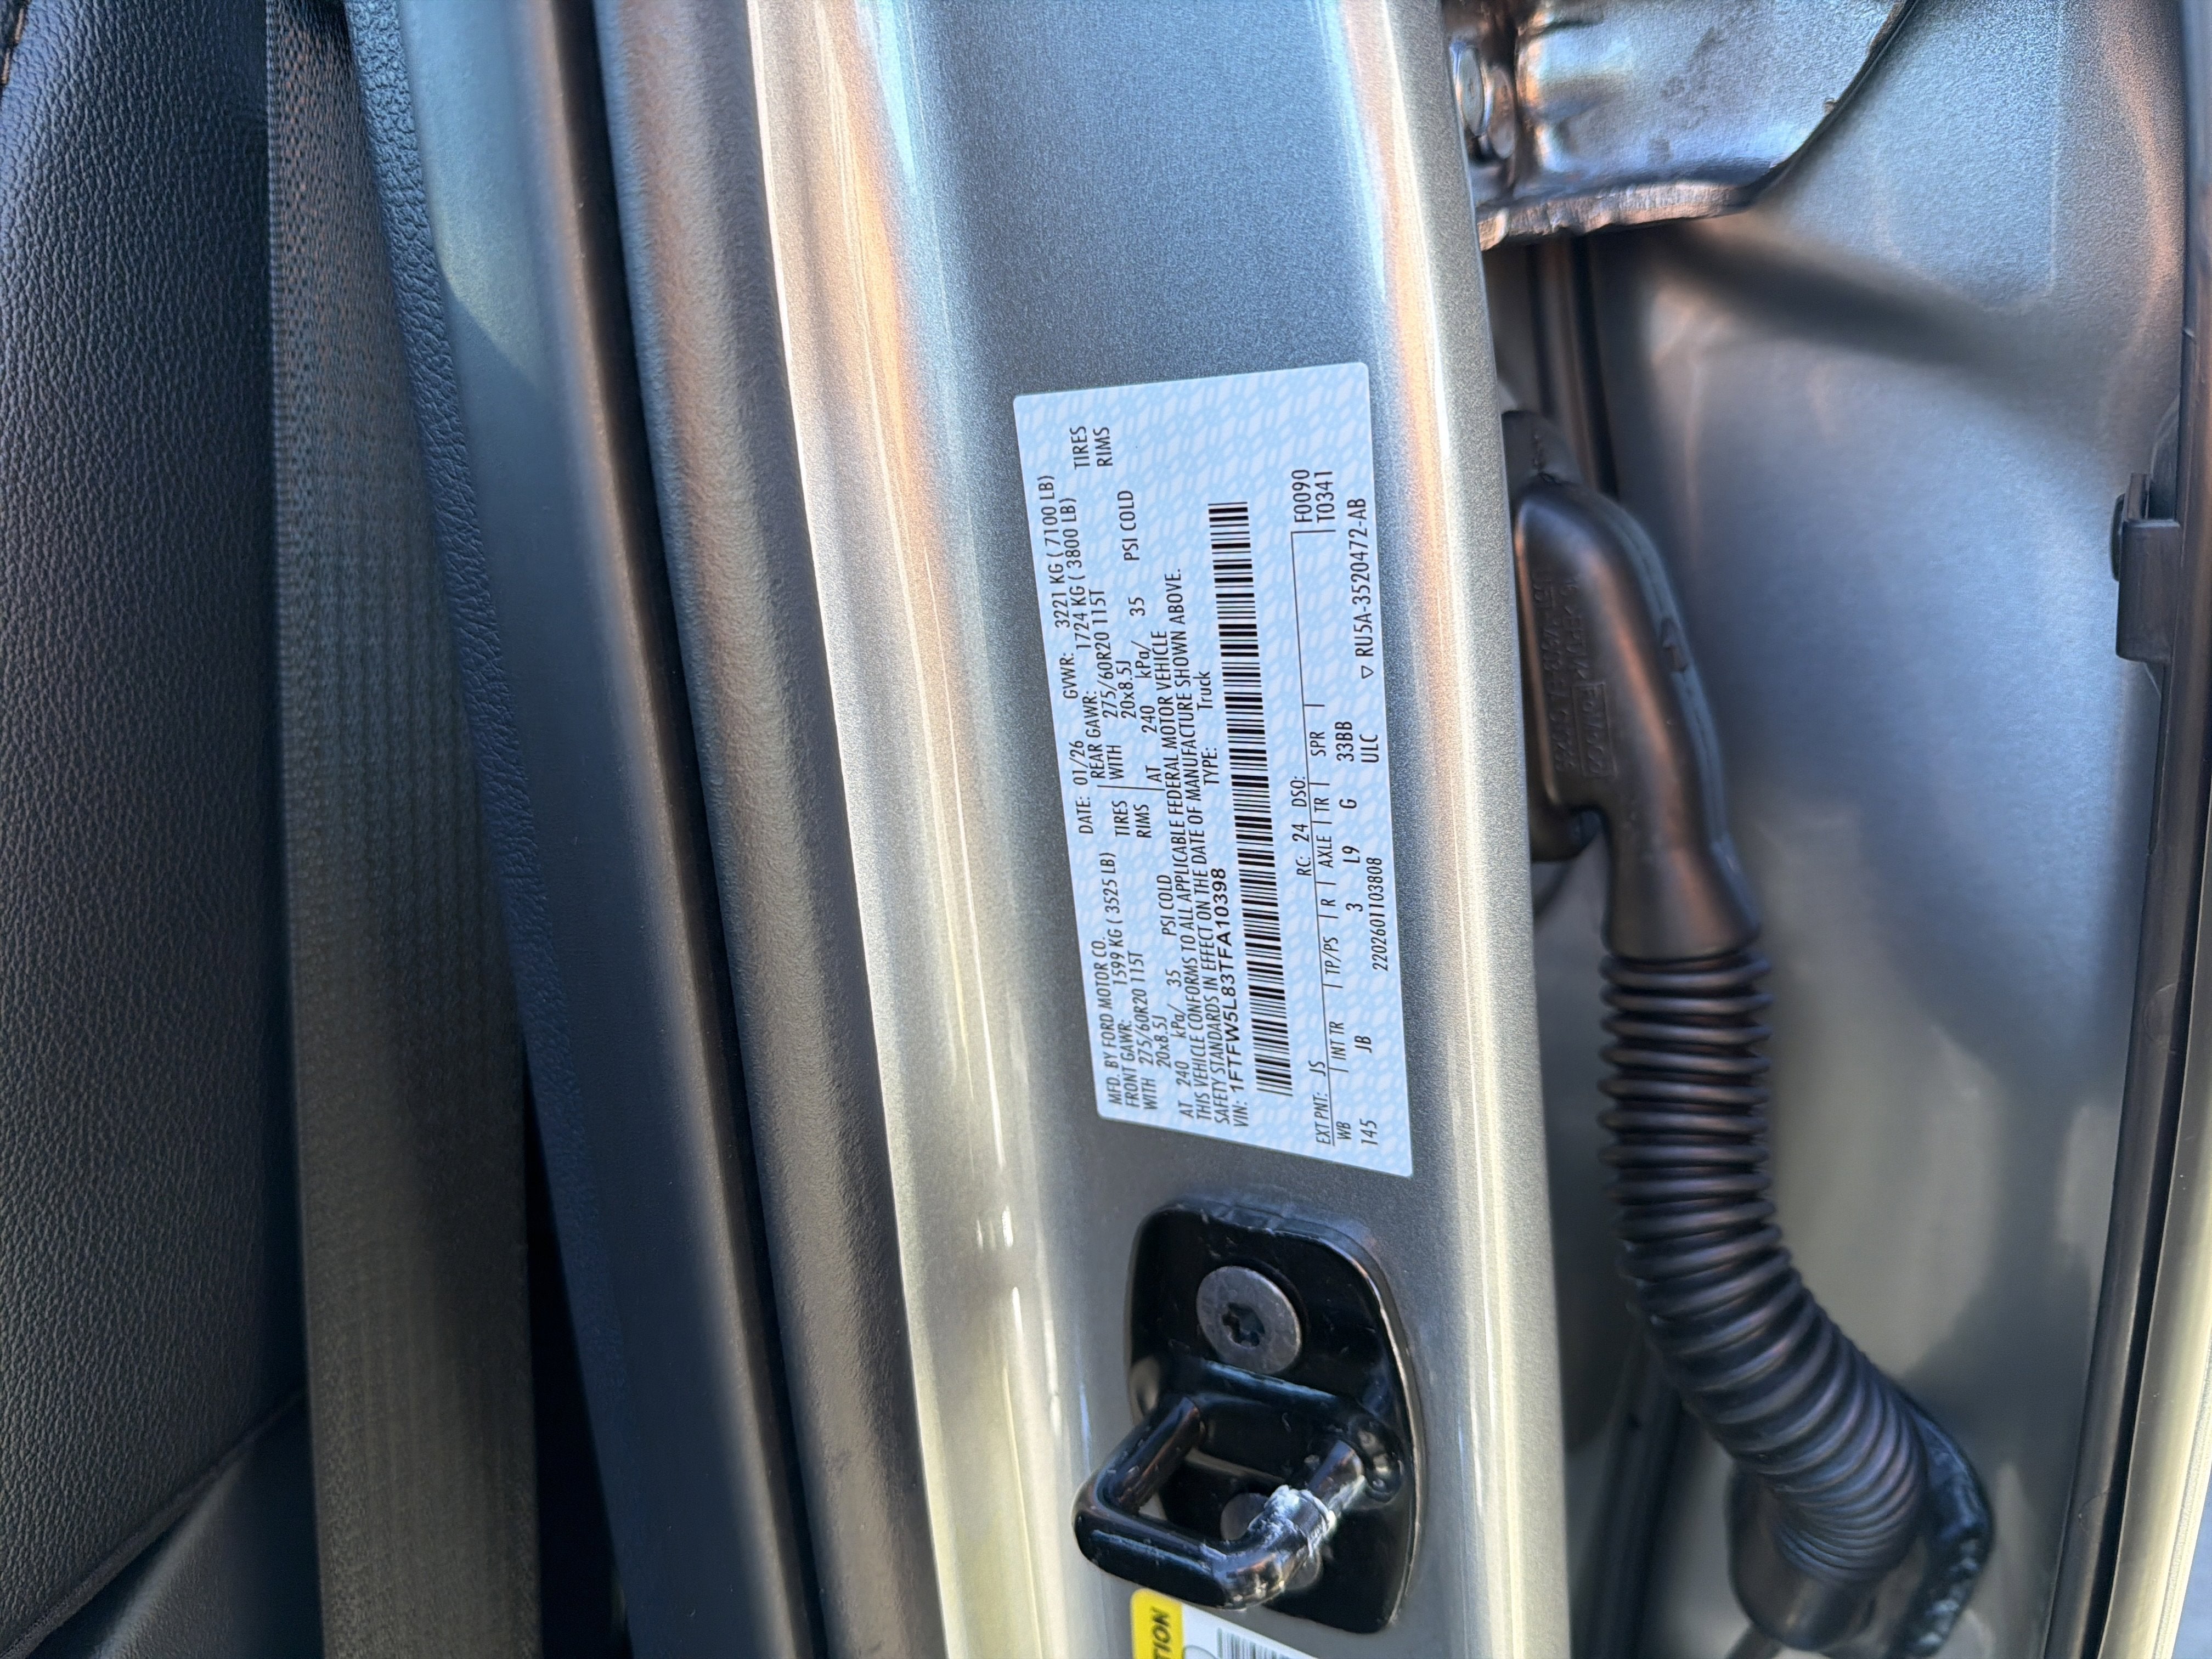 MFD. BY FORD MOTOR CO. DATE: 01/26 GVWR: 3221 KG ( 7100 LB)
FRONT GAWR: 1599 KG ( 3525 LB) REAR GAWR: 1724 KG ( 3800 LB)
WITH 275/60R20 115T TIRES WITH 275/60R20 115T TIRES
20x8.5J RIMS 20x8.5J RIMS
AT 240 kPa/ 35 PSI COLD AT 240 kPa/ 35 PSI COLD
THIS VEHICLE CONFORMS TO ALL APPLICABLE FEDERAL MOTOR VEHICLE
SAFETY STANDARDS IN EFFECT ON THE DATE OF MANUFACTURE SHOWN ABOVE.
VIN: 1FTFW5L83TFA10398 TYPE: Truck
EXT PNT: JS RC: 24 DSO: F0090
WB INT TR TP/PS R AXLE TR SPR T0341
145 JB 3 L9 G 33BB
2202601103808 ULC ▽ RU5A-3520472-AB
TION